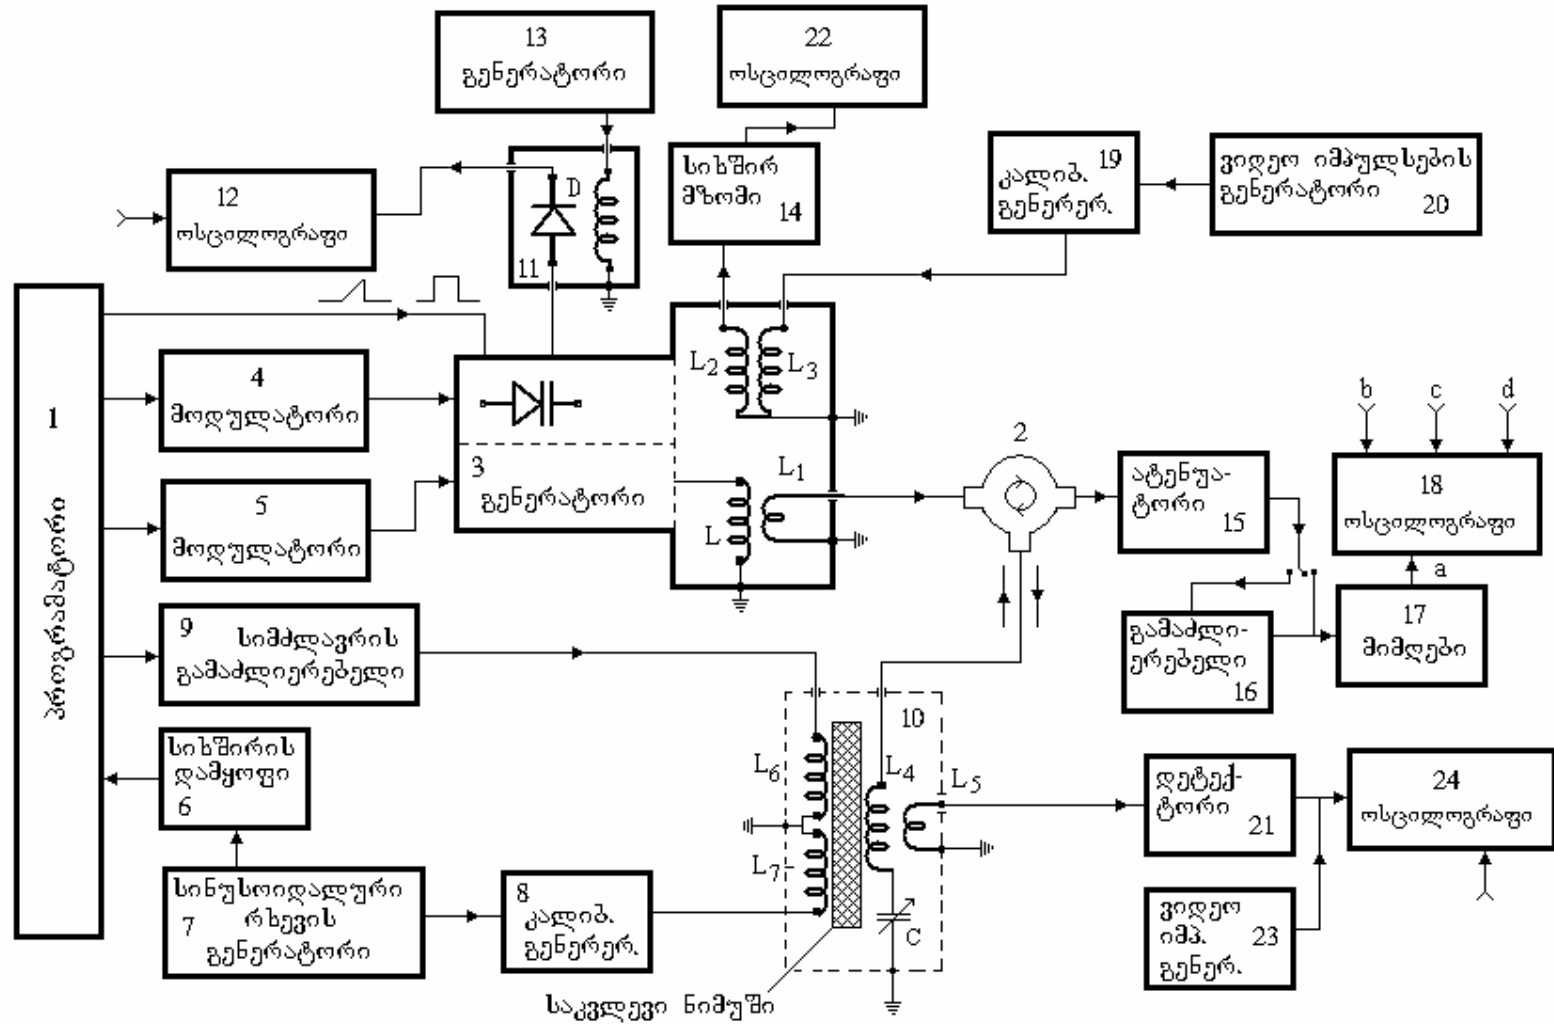 13
გენერატორი
22
ოსცილოგრაფი
12
ოსცილოგრაფი
D
11
სიხშირ
მზომი
14
19
კალიბ.
გენერერ.
ვიდეო იმპულსების
გენერატორი
20
1
პროგრამატორი
4
მოდულატორი
5
მოდულატორი
3
გენერატორი
L2
L3
L1
L
2
ატენუა-
ტორი
15
b
c
d
18
ოსცილოგრაფი
a
გამაძლი-
ერებელი
16
17
მიმღები
9
სიმძლავრის
გამაძლიერებელი
სიხშირის
დამყოფი
6
სინუსოიდალური
რხევის
7
გენერატორი
8
კალიბ.
გენერერ.
10
L6
L4
L5
L7
C
საკვლევი ნიმუში
დეტექ-
ტორი
21
24
ოსცილოგრაფი
ვიდეო
იმპ.
23
გენერ.